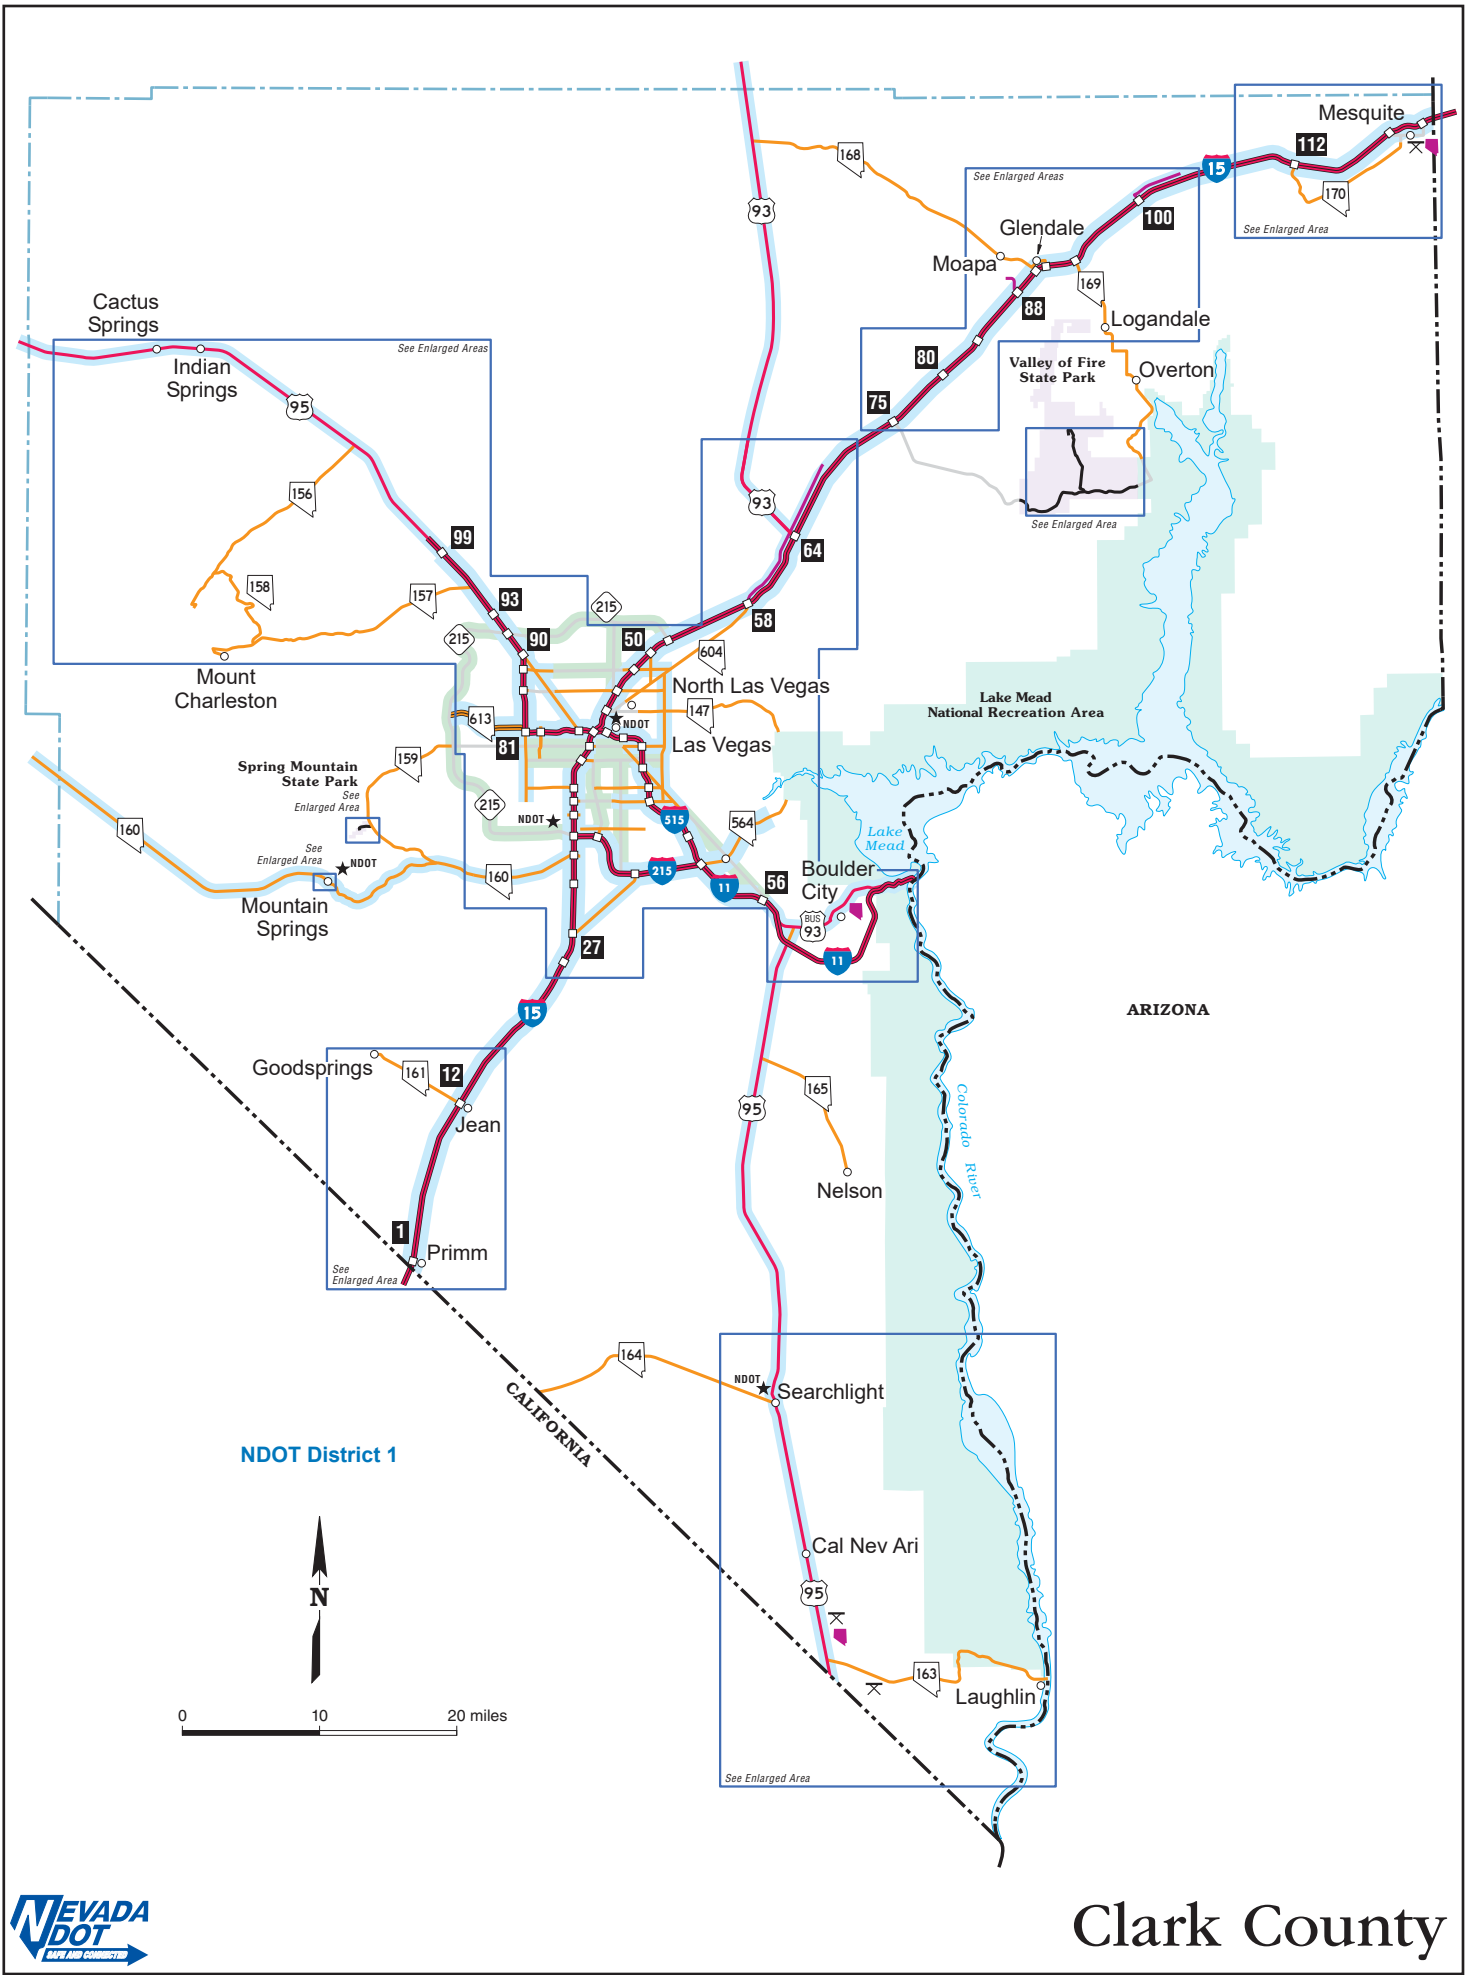 Mesquite
112
15
168
See Enlarged Areas
170
93
100
See Enlarged Area
Glendale
Moapa
169
88
Cactus
Springs
Logandale
See Enlarged Areas
Indian
Springs
80
Valley of Fire
State Park
Overton
95
75
156
93
See Enlarged Area
99
64
158
157
93
215
58
215
90
50
604
Mount
Charleston
North Las Vegas
Lake Mead
National Recreation Area
613
147
NDOT
81
Las Vegas
159
Spring Mountain
State Park
See
Enlarged Area
215
160
NDOT
515
564
Lake
Mead
See
Enlarged Area
NDOT
160
215
11
56
Boulder
City
Mountain
Springs
BUS
93
27
11
15
ARIZONA
Goodsprings
161
12
165
Colorado River
95
Jean
Nelson
1
Primm
See
Enlarged Area
164
NDOT
Searchlight
CALIFORNIA
NDOT District 1
Cal Nev Ari
95
N
163
Laughlin
0 10 20 miles
See Enlarged Area
NEVADA
DOT
SAFE AND CONNECTED
Clark County